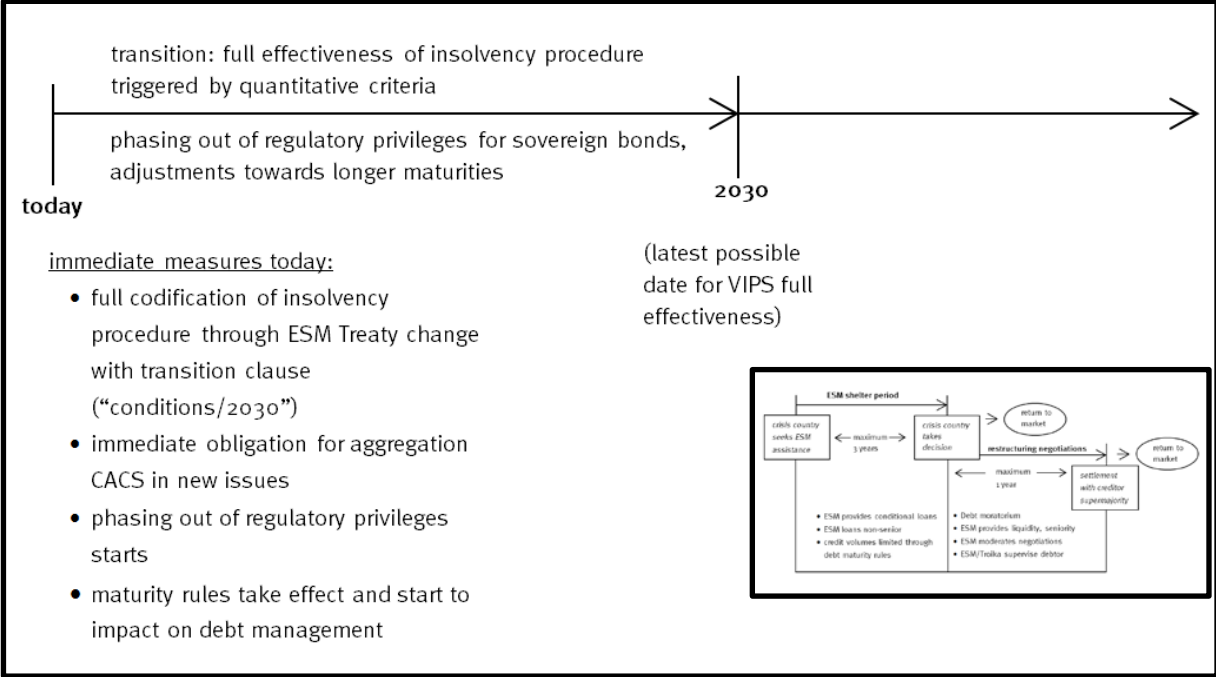 transition: full effectiveness of insolvency procedure
triggered by quantitative criteria
phasing out of regulatory privileges for sovereign bonds,
adjustments towards longer maturities
today
2030
immediate measures today:
• full codification of insolvency
procedure through ESM Treaty change
with transition clause
(“conditions/2030”)
• immediate obligation for aggregation
CACS in new issues
• phasing out of regulatory privileges
starts
• maturity rules take effect and start to
impact on debt management
(latest possible
date for VIPS full
effectiveness)
ESM shelter period
crisis country
seeks ESM
assistance
maximum
3 years
crisis country
takes
decision
return to
market
restructuring negotiations
maximum
1 year
return to
market
settlement
with creditor
supermajority
• ESM provides conditional loans
• ESM loans non-senior
• credit volumes limited through
debt maturity rules
• Debt moratorium
• ESM provides liquidity, seniority
• ESM moderates negotiations
• ESM/Troika supervise debtor